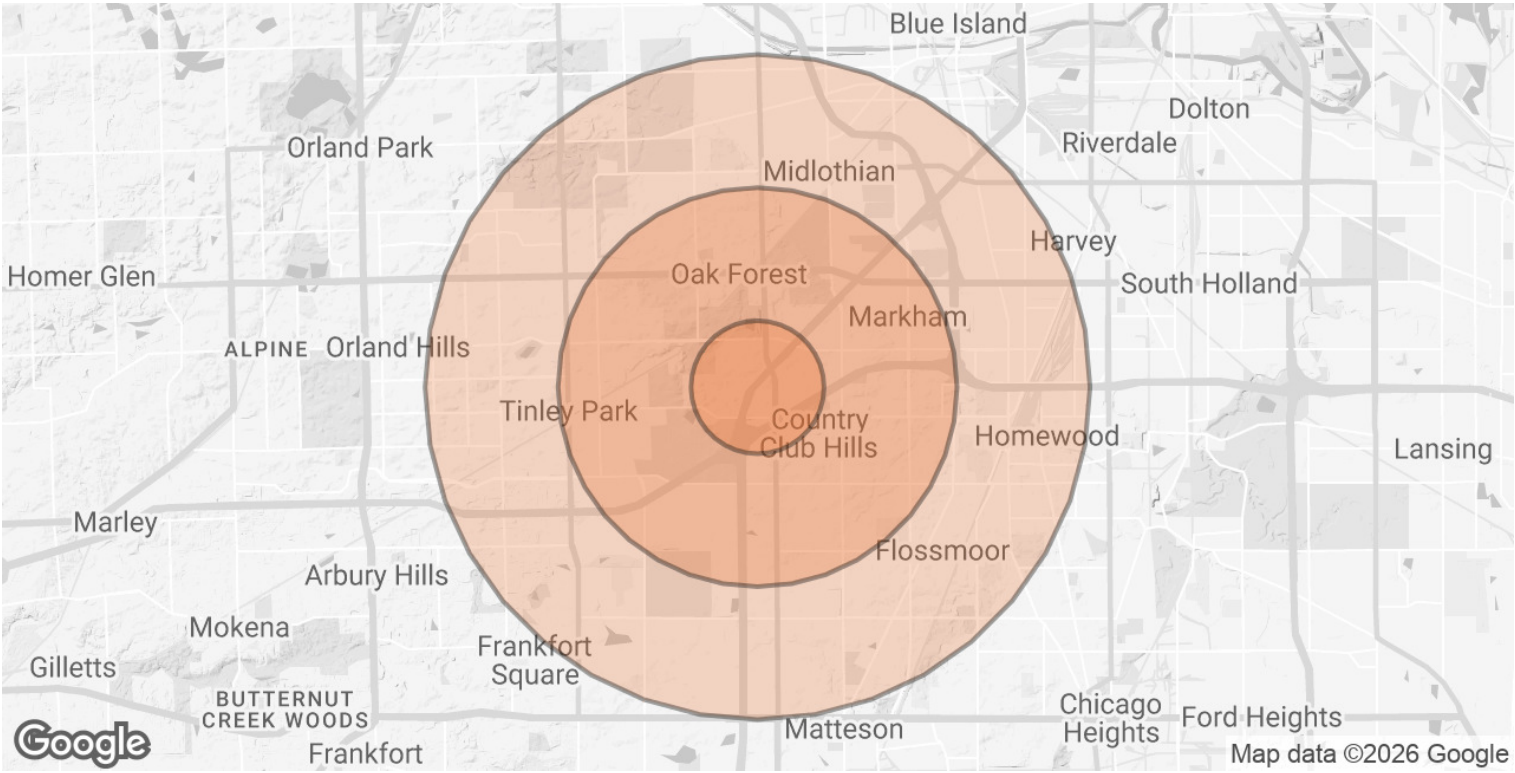 Blue Island
Dolton
Riverdale
Orland Park
Midlothian
Harvey
Homer Glen
Oak Forest
South Holland
Markham
ALPINE
Orland Hills
Tinley Park
Country
Club Hills
Homewood
Lansing
Marley
Flossmoor
Arbury Hills
Mokena
Frankfort
Square
Gilletts
BUTTERNUT
CREEK WOODS
Chicago
Heights
Ford Heights
Matteson
Google
Frankfort
Map data ©2026 Google